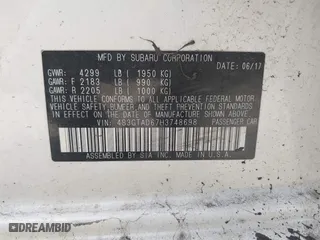 MFD BY SUBARU CORPORATION
GVWR: 4299 LB ( 1950 KG) DATE: 06/17
GAWR: F 2183 LB ( 990 KG)
GAWR: R 2205 LB ( 1000 KG)
THIS VEHICLE CONFORMS TO ALL APPLICABLE
FEDERAL MOTOR VEHICLE SAFETY, BUMPER
AND THEFT PREVENTION STANDARDS IN EFFECT
ON THE DATE OF MANUFACTURE SHOWN ABOVE.
VIN: 4S3GTAD67H3748698 PASSENGER CAR
ASSEMBLED BY SIA INC. MADE IN U.S.A.